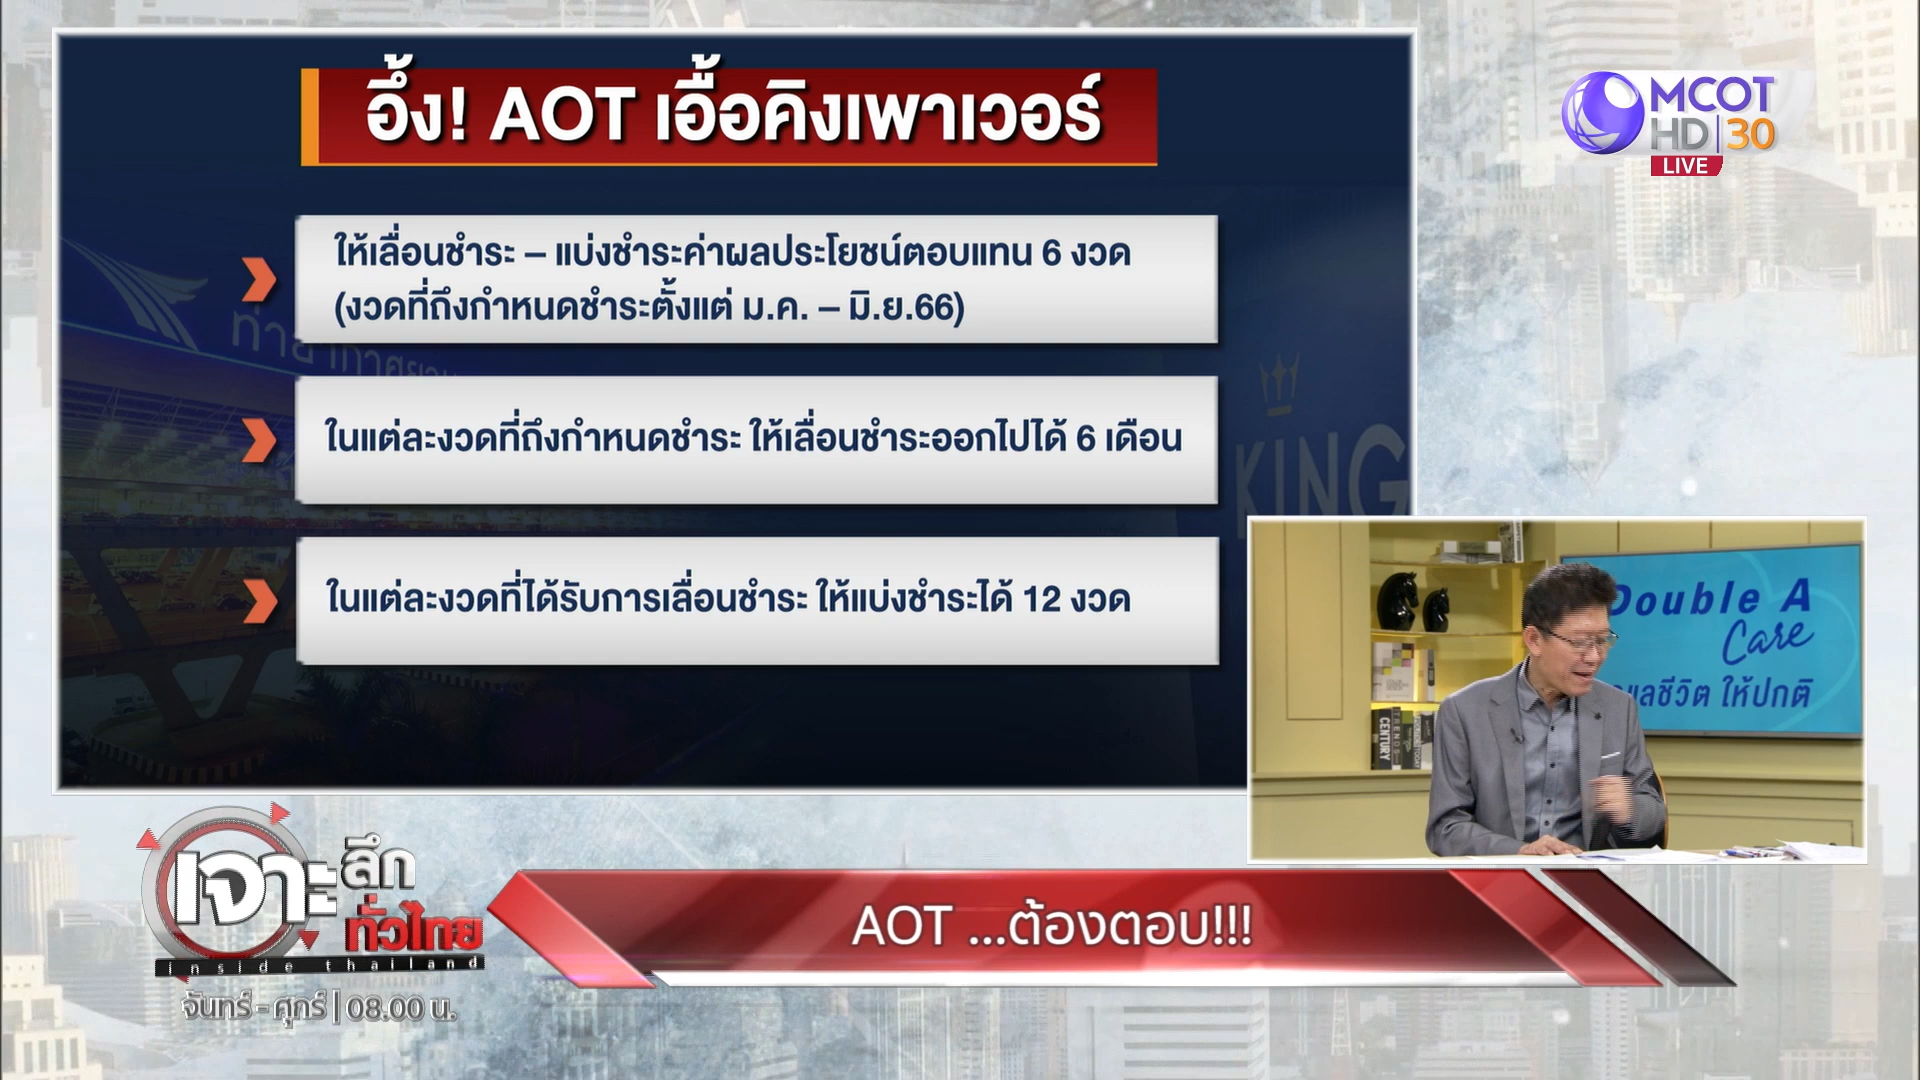 อึ้ง! AOT เอื้อคิงเพาเวอร์
MCOT
HD 30
LIVE
ให้เลื่อนชำระ – แบ่งชำระค่าผลประโยชน์ตอบแทน 6 งวด
(งวดที่ถึงกำหนดชำระตั้งแต่ ม.ค. – มิ.ย.66)
ในแต่ละงวดที่ถึงกำหนดชำระ ให้เลื่อนชำระออกไปได้ 6 เดือน
ในแต่ละงวดที่ได้รับการเลื่อนชำระ ให้แบ่งชำระได้ 12 งวด
KING
Double A
Care
ชีวิต ให้ปกติ
CENTURY
เจาะลึก
ทั่วไทย
inside thailand
จันทร์ - ศุกร์ | 08.00 น.
AOT ...ต้องตอบ!!!